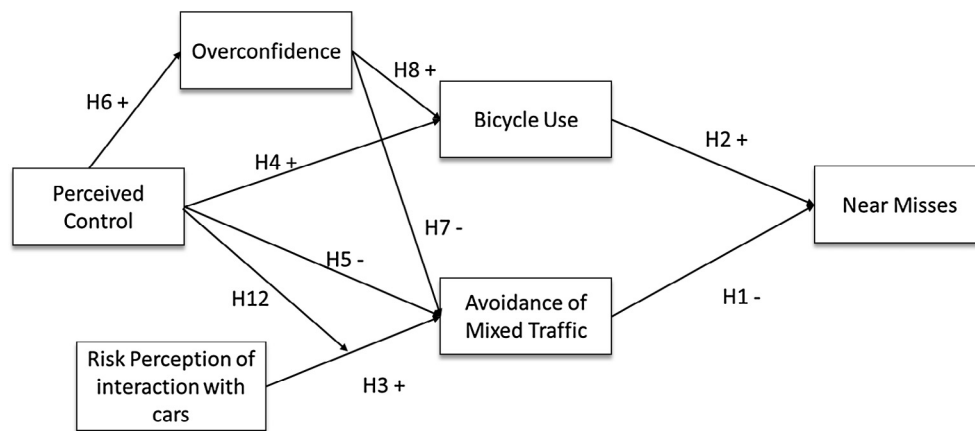 Overconfidence
H8 +
H6 +
Bicycle Use
H2 +
H4 +
Perceived
Control
Near Misses
H7 -
H5 -
H12
Avoidance of
Mixed Traffic
H1 -
Risk Perception of
interaction with
cars
H3 +